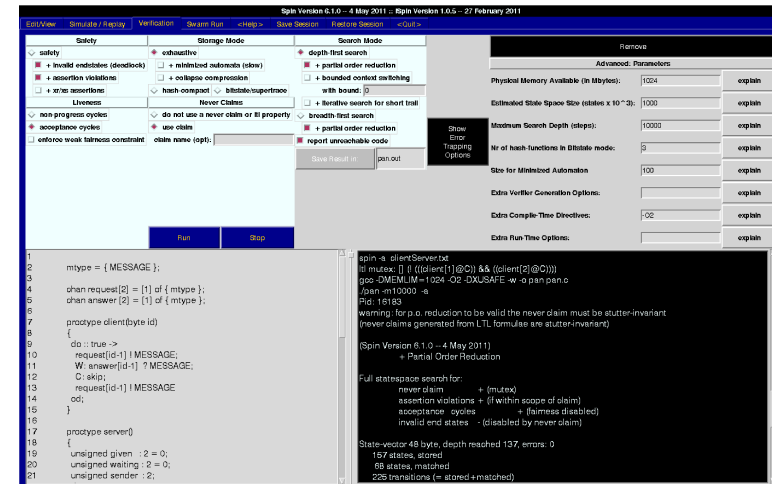 Spin Version 6.1.0 -- 4 May 2011 :: iSpin Version 1.0.5 -- 27 February 2011
Edit/View Simulate / Replay Verification Swarm Run <Help> Save Session Restore Session <Quit>
Safety
safety
+ invalid endstates (deadlock)
+ assertion violations
+ xr/xs assertions
Liveness
non-progress cycles
acceptance cycles
enforce weak fairness constraint
Storage Mode
exhaustive
+ minimized automata (slow)
+ collapse compression
hash-compact bitstate/supertrace
Never Claims
do not use a never claim or ltl property
use claim
claim name (opt):
Search Mode
depth-first search
+ partial order reduction
+ bounded context switching
with bound: 0
+ iterative search for short trail
breadth-first search
+ partial order reduction
report unreachable code
Save Result in: pan.out
Run Stop
Show
Error
Trapping
Options
Remove
Advanced: Parameters
Physical Memory Available (in Mbytes): 1024 explain
Estimated State Space Size (states x 10^3): 1000 explain
Maximum Search Depth (steps): 10000 explain
Nr of hash-functions in Bitstate mode: 3 explain
Size for Minimized Automaton 100 explain
Extra Verifier Generation Options: explain
Extra Compile-Time Directives: -O2 explain
Extra Run-Time Options: explain
1
2 mtype = { MESSAGE };
3
4 chan request[2] = [1] of { mtype };
5 chan answer [2] = [1] of { mtype };
6
7 proctype client(byte id)
8 {
9 do :: true ->
10 request[id-1] ! MESSAGE;
11 W: answer[id-1] ? MESSAGE;
12 C: skip;
13 request[id-1] ! MESSAGE
14 od;
15 }
16
17 proctype server()
18 {
19 unsigned given : 2 = 0;
20 unsigned waiting : 2 = 0;
21 unsigned sender : 2;
spin -a clientServer.txt
ltl mutex: [] (! (((client[1]@C)) && ((client[2]@C))))
gcc -DMEMLIM=1024 -O2 -DXUSAFE -w -o pan pan.c
./pan -m10000 -a
Pid: 16183
warning: for p.o. reduction to be valid the never claim must be stutter-invariant
(never claims generated from LTL formulae are stutter-invariant)
(Spin Version 6.1.0 -- 4 May 2011)
+ Partial Order Reduction
Full statespace search for:
never claim + (mutex)
assertion violations + (if within scope of claim)
acceptance cycles + (fairness disabled)
invalid end states - (disabled by never claim)
State-vector 48 byte, depth reached 137, errors: 0
157 states, stored
68 states, matched
225 transitions (= stored+matched)